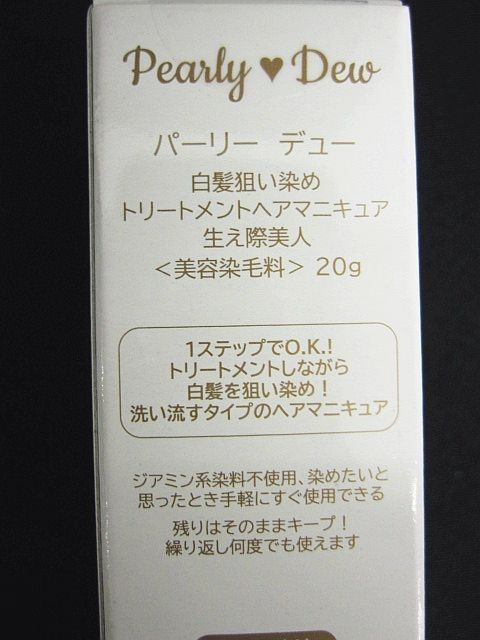 Pearly ♥ Dew
パーリー デュー
白髪狙い染め
トリートメントヘアマニキュア
生え際美人
＜美容染毛料＞ 20g
1ステップでO.K.!
トリートメントしながら
白髪を狙い染め！
洗い流すタイプのヘアマニキュア
ジアミン系染料不使用、染めたいと
思ったとき手軽にすぐ使用できる
残りはそのままキープ！
繰り返し何度でも使えます